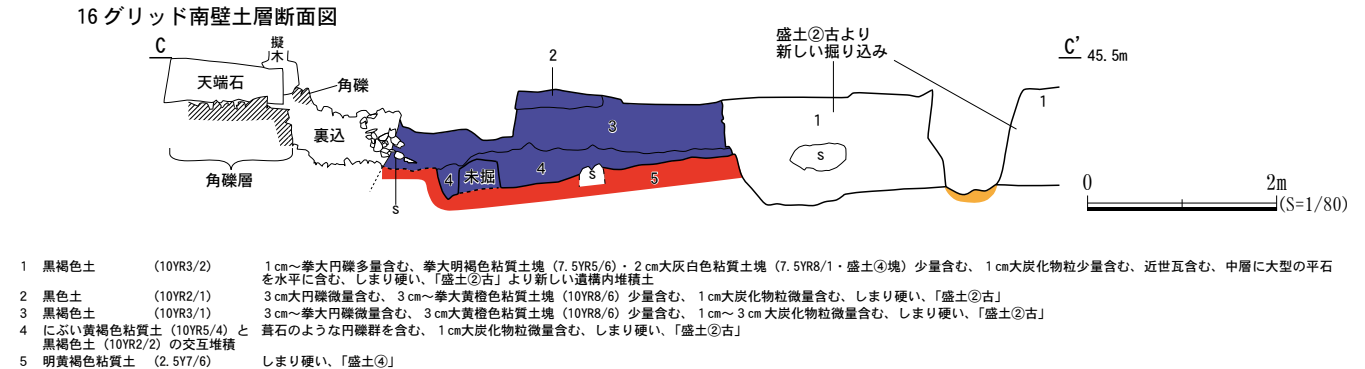 16 グリッド南壁土層断面図
C
擬木
天端石
角礫
裏込
角礫層
S
2
3
4
4
未掘
S
5
盛土②古より
新しい掘り込み
1
S
C'
45.5m
1
0
2m
(S=1/80)
1 黒褐色土 (10YR3/2) 1㎝～拳大円礫多量含む、拳大明褐色粘質土塊（7.5YR5/6）・2㎝大灰白色粘質土塊（7.5YR8/1・盛土④塊）少量含む、1㎝大炭化物粒少量含む、近世瓦含む、中層に大型の平石
を水平に含む、しまり硬い、「盛土②古」より新しい遺構内堆積土
2 黒色土 (10YR2/1) 3㎝大円礫微量含む、3㎝～拳大黄橙色粘質土塊（10YR8/6）少量含む、1㎝大炭化物粒微量含む、しまり硬い、「盛土②古」
3 黒褐色土 (10YR3/1) 3㎝～拳大円礫微量含む、3㎝大黄橙色粘質土塊（10YR8/6）少量含む、1㎝～3㎝大炭化物粒微量含む、しまり硬い、「盛土②古」
4 にぶい黄褐色粘質土（10YR5/4）と 葺石のような円礫群を含む、1㎝大炭化物粒微量含む、しまり硬い、「盛土②古」
黒褐色土（10YR2/2）の交互堆積
5 明黄褐色粘質土 (2.5Y7/6) しまり硬い、「盛土④」